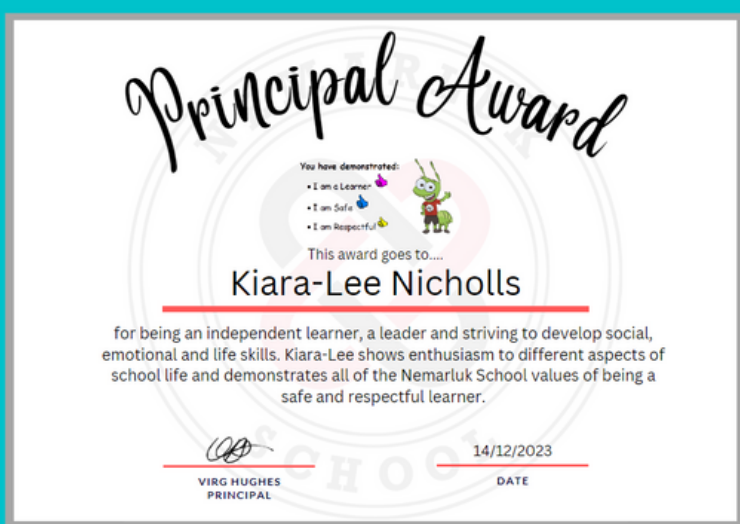 Principal Award
You have demonstrated:
• I am a Learner
• I am Safe
• I am Respectful
This award goes to....
Kiara-Lee Nicholls
for being an independent learner, a leader and striving to develop social,
emotional and life skills. Kiara-Lee shows enthusiasm to different aspects of
school life and demonstrates all of the Nemarluk School values of being a
safe and respectful learner.
14/12/2023
VIRG HUGHES
PRINCIPAL
DATE
SCHOOL